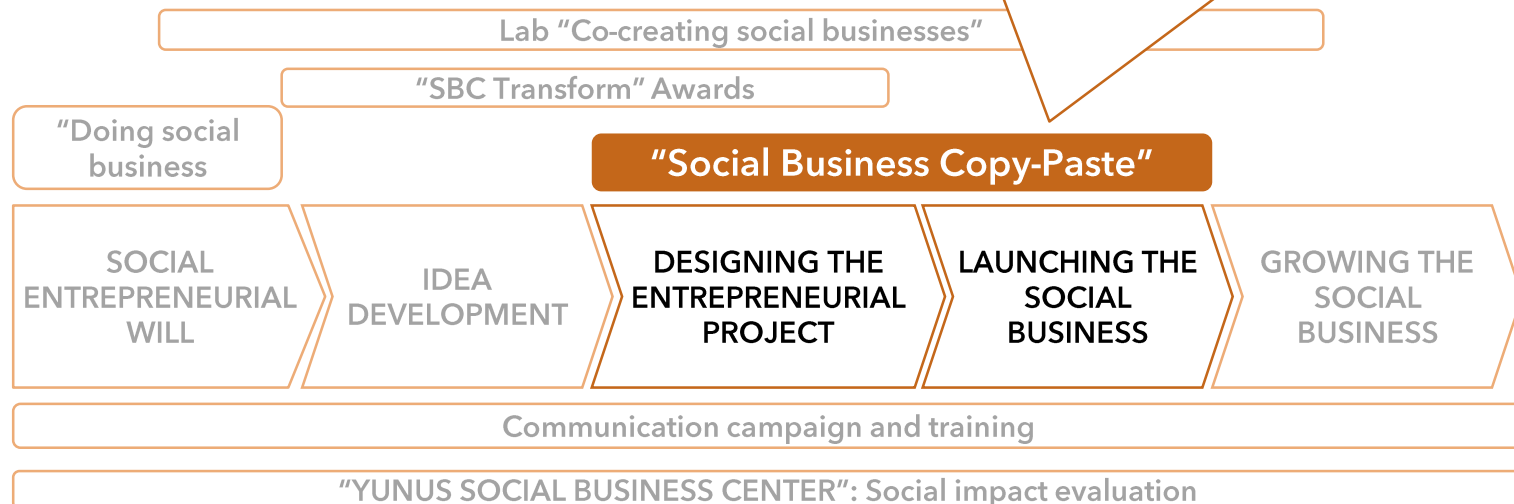 Lab “Co-creating social businesses”
“SBC Transform” Awards
“Doing social
business
“Social Business Copy-Paste”
SOCIAL
ENTREPRENEURIAL
WILL
IDEA
DEVELOPMENT
DESIGNING THE
ENTREPRENEURIAL
PROJECT
LAUNCHING THE
SOCIAL
BUSINESS
GROWING THE
SOCIAL
BUSINESS
Communication campaign and training
“YUNUS SOCIAL BUSINESS CENTER”: Social impact evaluation